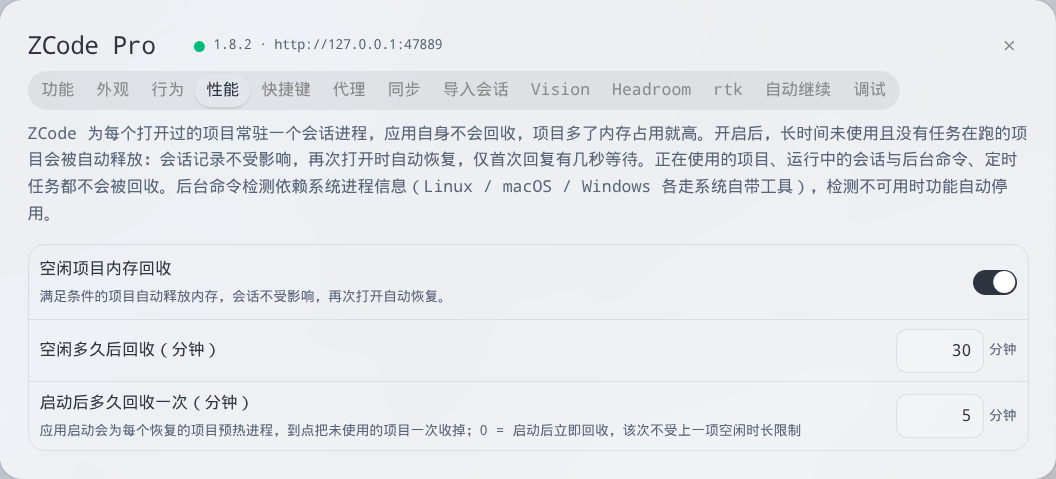 ZCode Pro
1.8.2 · http://127.0.0.1:47889
×
功能 外观 行为 性能 快捷键 代理 同步 导入会话 Vision Headroom rtk 自动继续 调试
ZCode 为每个打开过的项目常驻一个会话进程，应用自身不会回收，项目多了内存占用就高。开启后，长时间未使用且没有任务在跑的项
目会被自动释放：会话记录不受影响，再次打开时自动恢复，仅首次回复有几秒等待。正在使用的项目、运行中的会话与后台命令、定时
任务都不会被回收。后台命令检测依赖系统进程信息（Linux / macOS / Windows 各走系统自带工具），检测不可用时功能自动停
用。
空闲项目内存回收
满足条件的项目自动释放内存，会话不受影响，再次打开自动恢复。
空闲多久后回收（分钟）
30 分钟
启动后多久回收一次（分钟）
应用启动会为每个恢复的项目预热进程，到点把未使用的项目一次收掉；0 = 启动后立即回收，该次不受上一项空闲时长限制
5 分钟